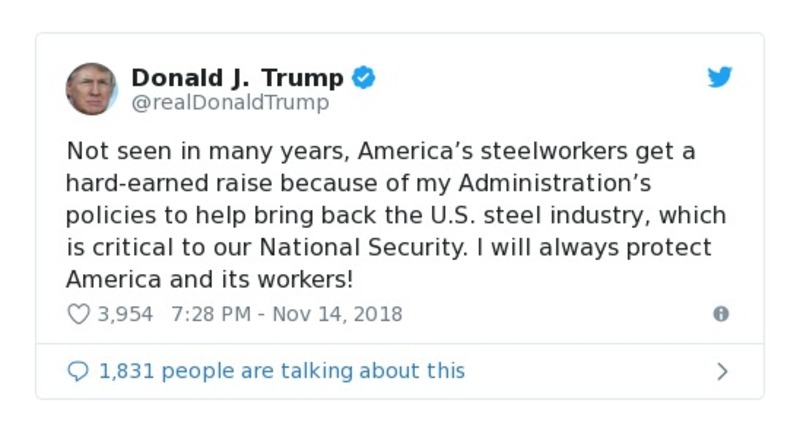 Donald J. Trump
@realDonaldTrump
Not seen in many years, America’s steelworkers get a
hard-earned raise because of my Administration’s
policies to help bring back the U.S. steel industry, which
is critical to our National Security. I will always protect
America and its workers!
3,954 7:28 PM - Nov 14, 2018
1,831 people are talking about this